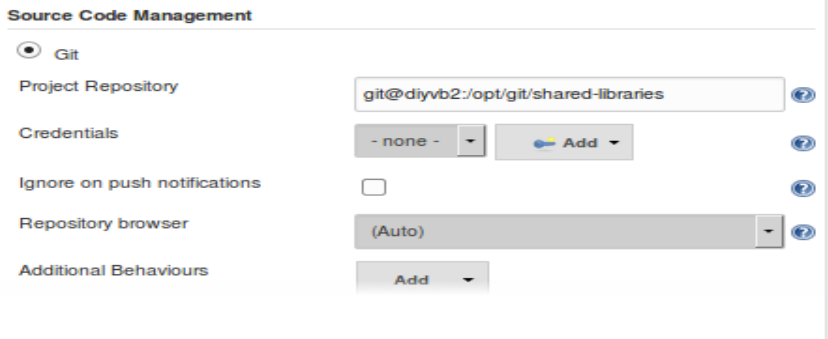 Source Code Management
Git
Project Repository git@diyvb2:/opt/git/shared-libraries
Credentials - none - Add
Ignore on push notifications
Repository browser (Auto)
Additional Behaviours Add